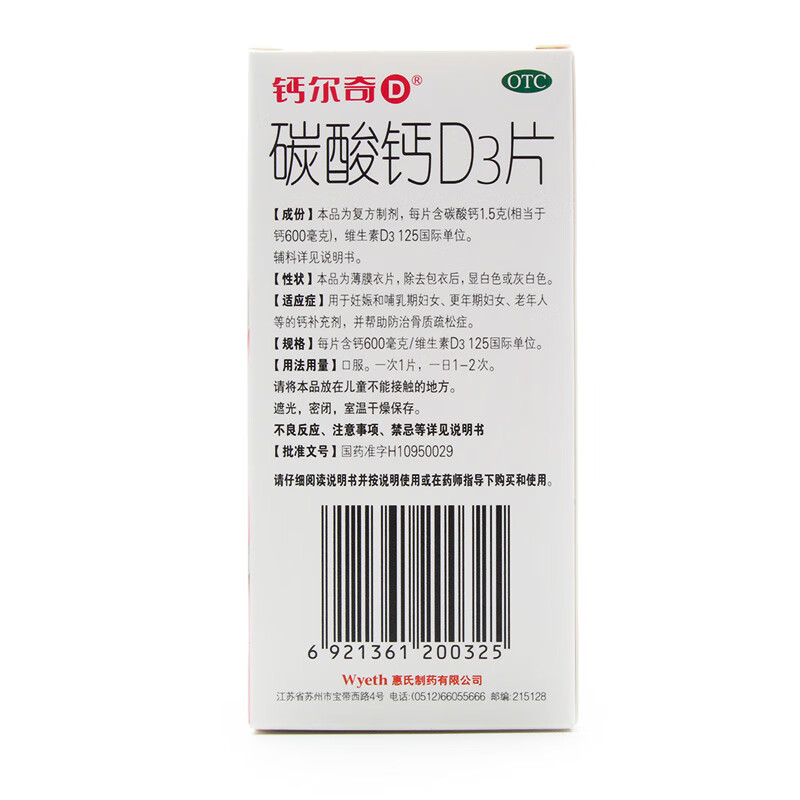 钙尔奇D®
OTC
碳酸钙D3片
【成份】本品为复方制剂，每片含碳酸钙1.5克(相当于
钙600毫克)，维生素D3 125国际单位。
辅料详见说明书。
【性状】本品为薄膜衣片，除去包衣后，显白色或灰白色。
【适应症】用于妊娠和哺乳期妇女、更年期妇女、老年人
等的钙补充剂，并帮助防治骨质疏松症。
【规格】每片含钙600毫克/维生素D3 125国际单位。
【用法用量】口服。一次1片，一日1-2次。
请将本品放在儿童不能接触的地方。
遮光，密闭，室温干燥保存。
不良反应、注意事项、禁忌等详见说明书
【批准文号】国药准字H10950029
请仔细阅读说明书并按说明使用或在药师指导下购买和使用。
6 921361 200325
Wyeth 惠氏制药有限公司
江苏省苏州市宝带西路4号 电话:(0512)66055666 邮编:215128